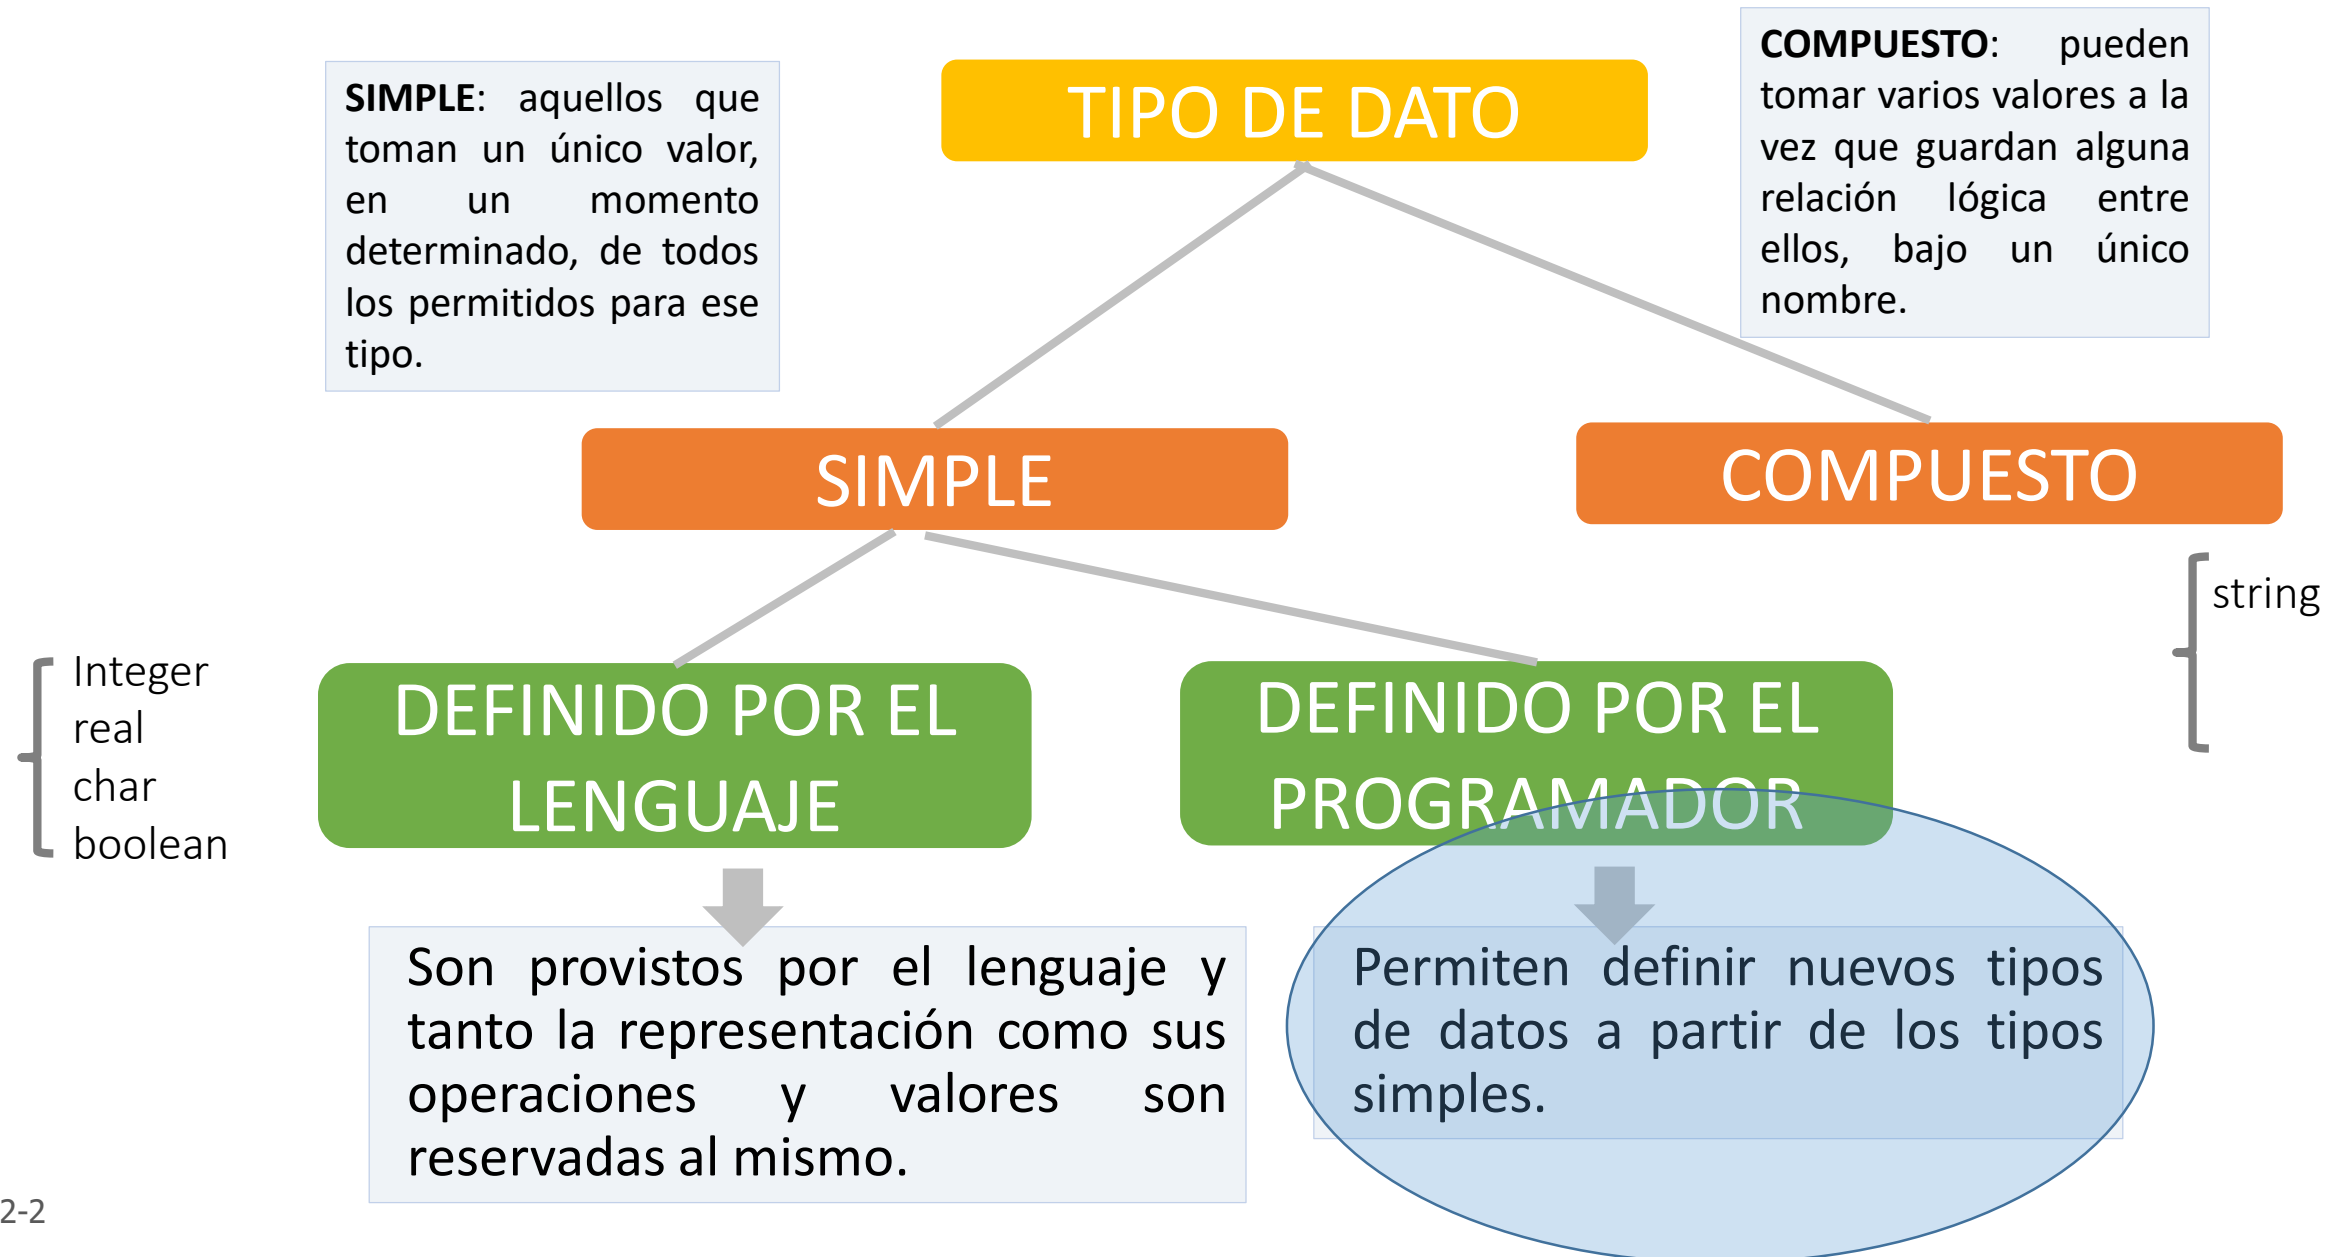 SIMPLE: aquellos que
toman un único valor,
en un momento
determinado, de todos
los permitidos para ese
tipo.
TIPO DE DATO
COMPUESTO: pueden
tomar varios valores a la
vez que guardan alguna
relación lógica entre
ellos, bajo un único
nombre.
SIMPLE
COMPUESTO
string
Integer
real
char
boolean
DEFINIDO POR EL
LENGUAJE
DEFINIDO POR EL
PROGRAMADOR
Son provistos por el lenguaje y
tanto la representación como sus
operaciones y valores son
reservadas al mismo.
Permiten definir nuevos tipos
de datos a partir de los tipos
simples.
2-2